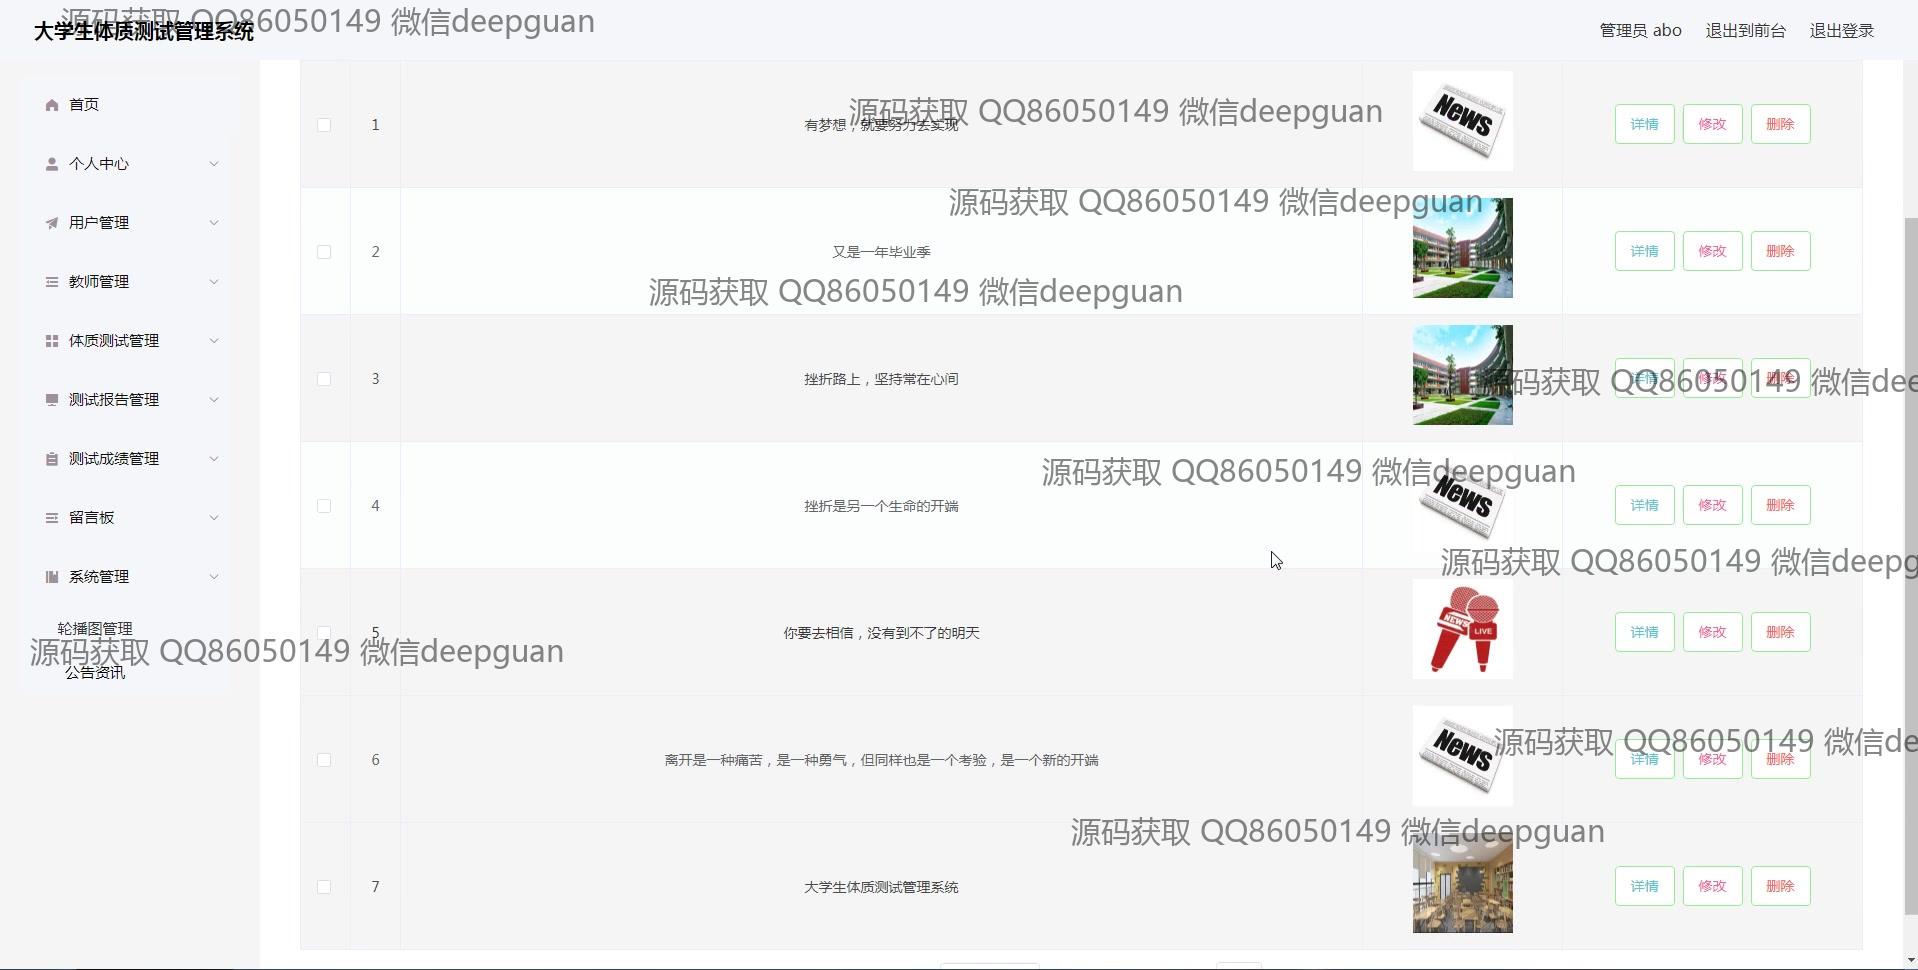 大学生体质测试管理系统
源码获取 QQ86050149 微信deepguan
管理员 abo 退出到前台 退出登录
首页
个人中心
用户管理
教师管理
体质测试管理
测试报告管理
测试成绩管理
留言板
系统管理
轮播图管理
源码获取 QQ86050149 微信deepguan
公告资讯
源码获取 QQ86050149 微信deepguan
1 有梦想，就要努力去实现 NEWS 详情 修改 删除
源码获取 QQ86050149 微信deepguan
2 又是一年毕业季 详情 修改 删除
源码获取 QQ86050149 微信deepguan
3 挫折路上，坚持常在心间 详情 修改 删除
源码获取 QQ86050149 微信dee
源码获取 QQ86050149 微信deepguan
4 挫折是另一个生命的开端 NEWS 详情 修改 删除
源码获取 QQ86050149 微信deepg
5 你要去相信，没有到不了的明天 NEWS LIVE 详情 修改 删除
源码获取 QQ86050149 微信de
6 离开是一种痛苦，是一种勇气，但同样也是一个考验，是一个新的开端 NEWS 详情 修改 删除
源码获取 QQ86050149 微信deepguan
7 大学生体质测试管理系统 详情 修改 删除